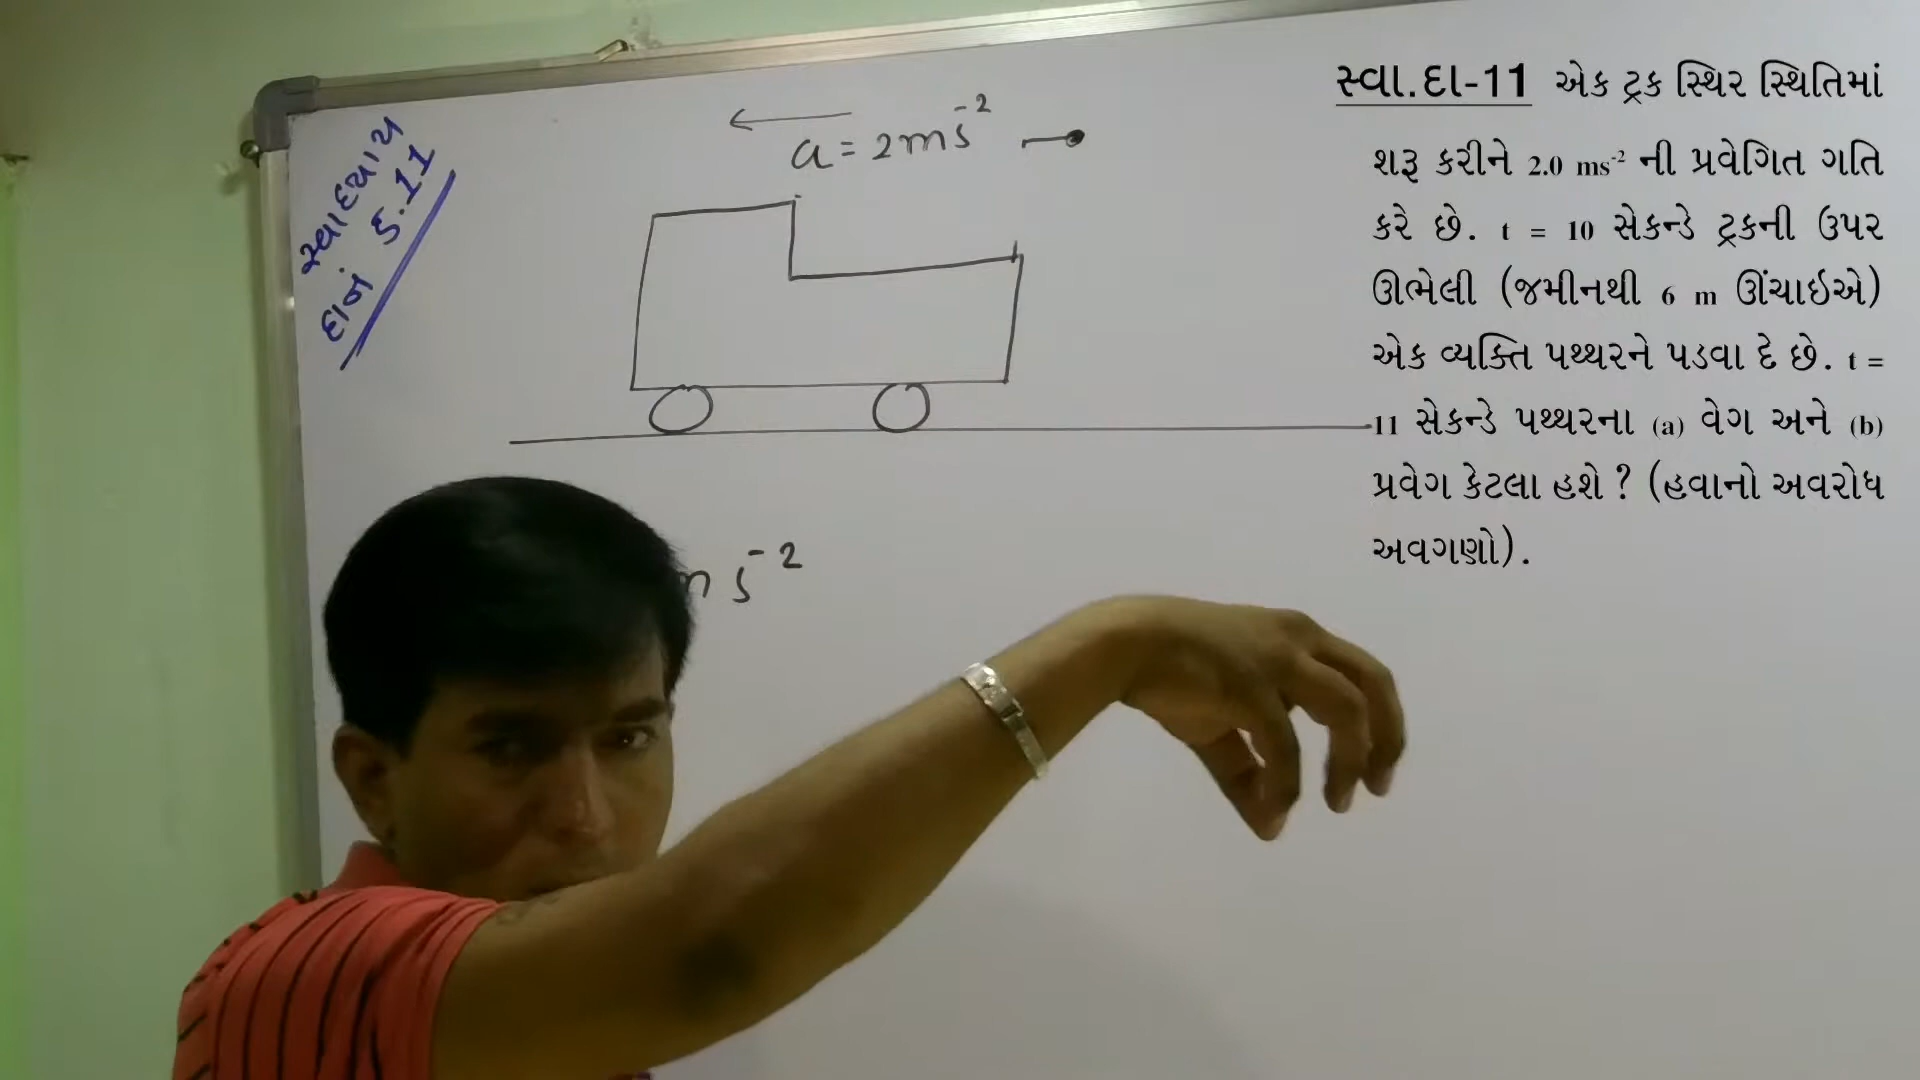 સ્વાધ્યાય
દાનં 5.11
a = 2ms⁻²
સ્વા.દા-11 એક ટ્રક સ્થિર સ્થિતિમાં
શરૂ કરીને 2.0 ms⁻² ની પ્રવેગિત ગતિ
કરે છે. t = 10 સેકન્ડે ટ્રકની ઉપર
ઊભેલી (જમીનથી 6 m ઊંચાઇએ)
એક વ્યક્તિ પથ્થરને પડવા દે છે. t =
11 સેકન્ડે પથ્થરના (a) વેગ અને (b)
પ્રવેગ કેટલા હશે ? (હવાનો અવરોધ
અવગણો).
m s⁻²